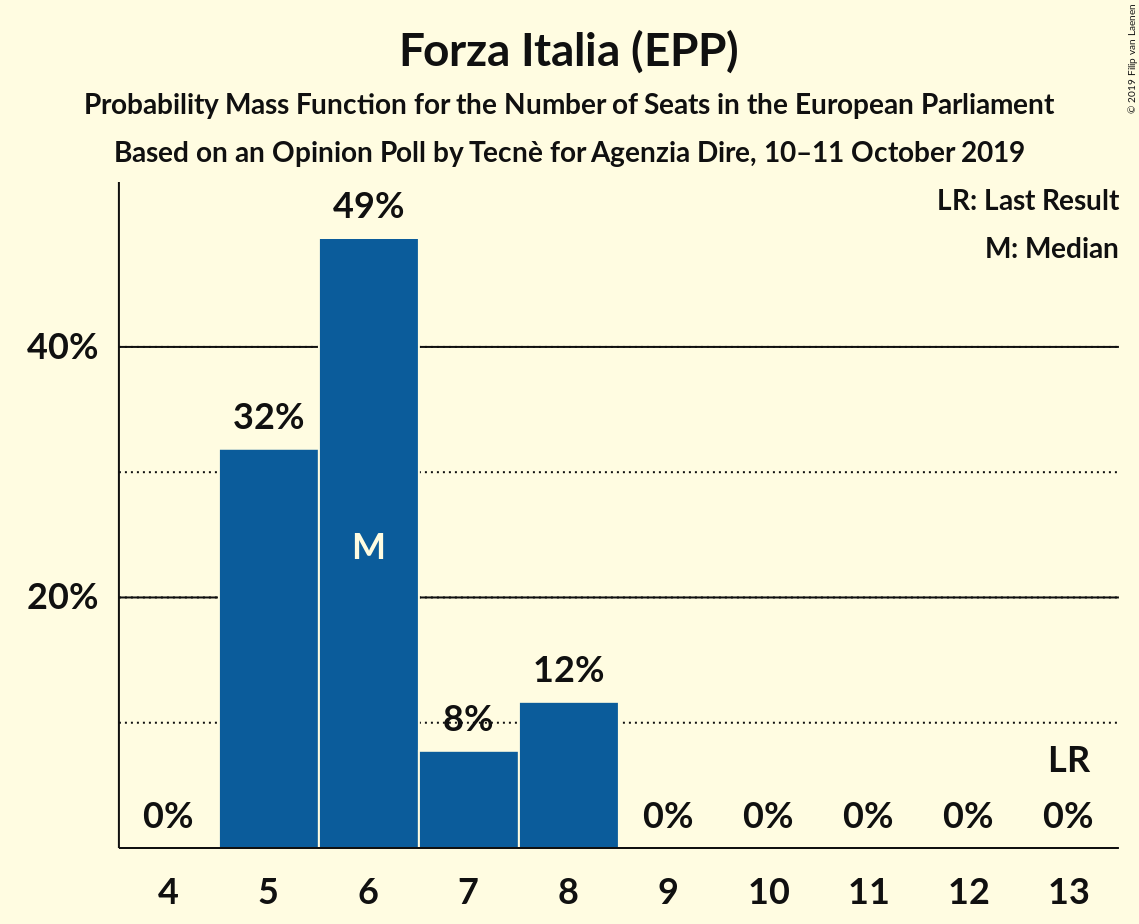 Forza Italia (EPP)
Probability Mass Function for the Number of Seats in the European Parliament
Based on an Opinion Poll by Tecnè for Agenzia Dire, 10–11 October 2019
© 2019 Filip van Laenen
LR: Last Result
M: Median
49%
40%
32%
M
20%
12%
8%
LR
0% 0% 0% 0% 0% 0%
4 5 6 7 8 9 10 11 12 13